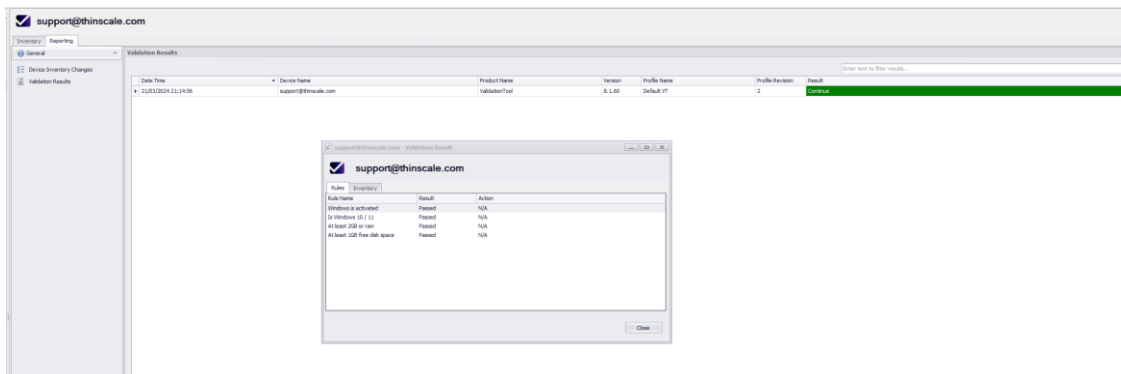 support@thinscale.com
Inventory Reporting
General
Validation Results
Device Inventory Changes
Validation Results
Enter text to filter results...
Date Time Device Name Product Name Version Profile Name Profile Revision Result
21/03/2024 21:14:56 support@thinscale.com ValidationTool 8.1.60 Default VT 2 Continue
support@thinscale.com - Validation Result
support@thinscale.com
Rules Inventory
Rule Name Result Action
Windows is activated Passed N/A
Is Windows 10 / 11 Passed N/A
At least 2GB or ram Passed N/A
At least 1GB free disk space Passed N/A
Close